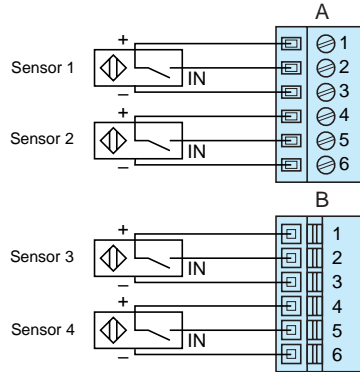 A
+
1
Sensor 1
2
IN
–
3
+
4
Sensor 2
5
IN
–
6
B
+
1
Sensor 3
2
IN
–
3
+
4
Sensor 4
5
IN
–
6